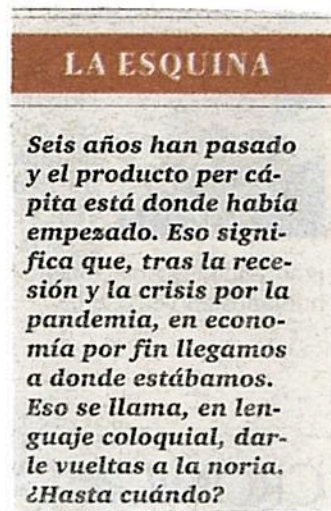 LA ESQUINA
Seis años han pasado
y el producto per cá-
pita está donde había
empezado. Eso signi-
fica que, tras la rece-
sión y la crisis por la
pandemia, en econo-
mía por fin llegamos
a donde estábamos.
Eso se llama, en len-
guaje coloquial, dar-
le vueltas a la noria.
¿Hasta cuándo?